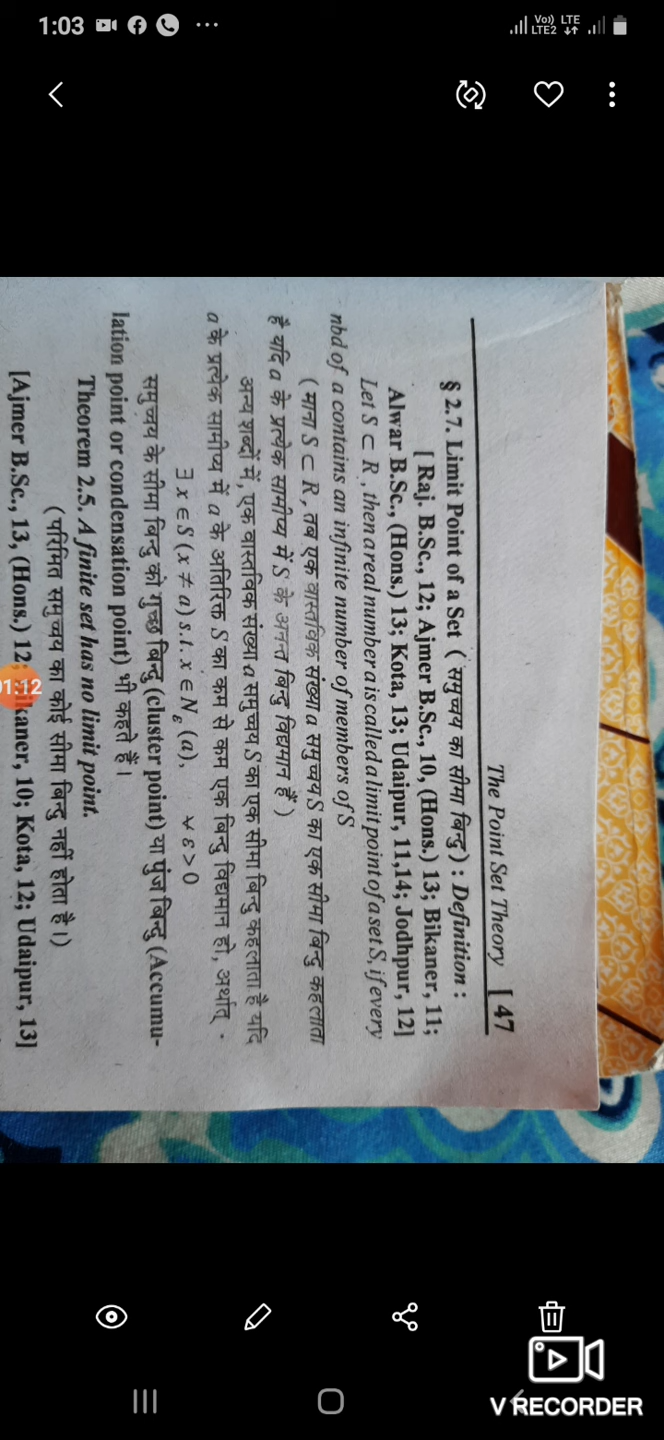 1:03
Vo)) LTE
LTE2
The Point Set Theory [ 47
§ 2.7. Limit Point of a Set ( समुच्चय का सीमा बिन्दु ) : Definition :
[ Raj. B.Sc., 12; Ajmer B.Sc., 10, (Hons.) 13; Bikaner, 11;
Alwar B.Sc., (Hons.) 13; Kota, 13; Udaipur, 11,14; Jodhpur, 12]
Let S ⊂ R , then a real number a is called a limit point of a set S, if every
nbd of a contains an infinite number of members of S
( माना S ⊂ R, तब एक वास्तविक संख्या a समुच्चय S का एक सीमा बिन्दु कहलाता
है यदि a के प्रत्येक सामीप्य में S के अनन्त बिन्दु विद्यमान हैं )
अन्य शब्दों में, एक वास्तविक संख्या a समुच्चय S का एक सीमा बिन्दु कहलाता है यदि
a के प्रत्येक सामीप्य में a के अतिरिक्त S का कम से कम एक बिन्दु विद्यमान हो, अर्थात्
∃ x ∈ S (x ≠ a) s.t. x ∈ Nε (a), ∀ ε > 0
समुच्चय के सीमा बिन्दु को गुच्छ बिन्दु (cluster point) या पुंज बिन्दु (Accumu-
lation point or condensation point) भी कहते हैं।
Theorem 2.5. A finite set has no limit point.
(परिमित समुच्चय का कोई सीमा बिन्दु नहीं होता है।)
[Ajmer B.Sc., 13, (Hons.) 12; Bikaner, 10; Kota, 12; Udaipur, 13]
01:12
V RECORDER